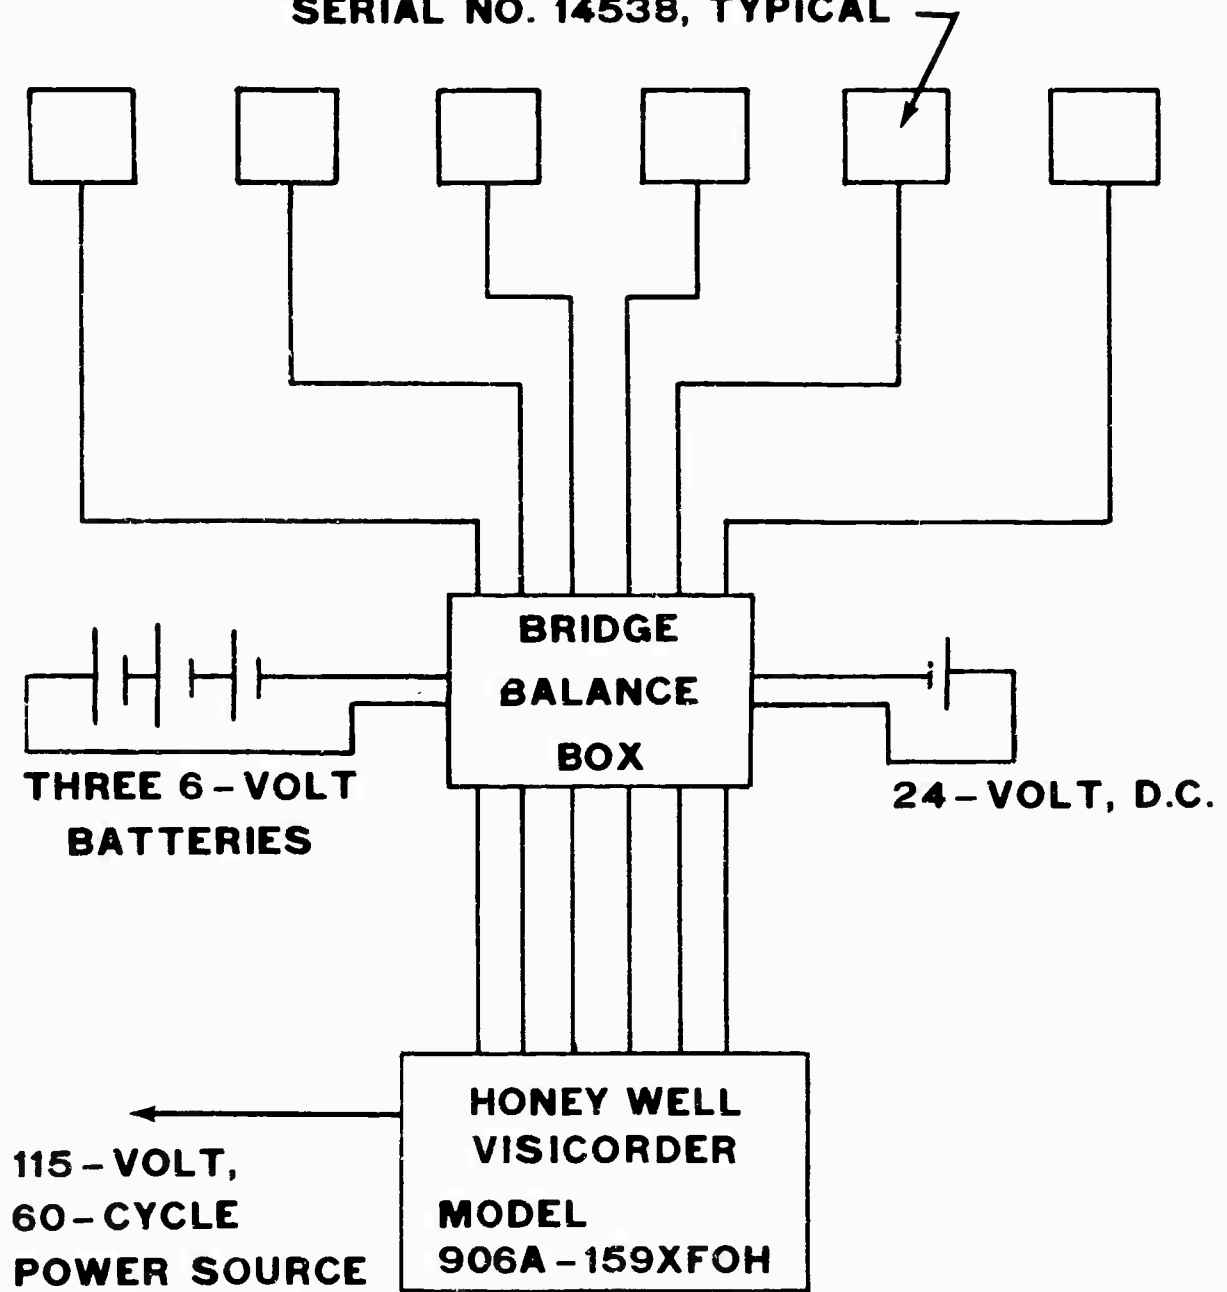 SERIAL NO. 14538, TYPICAL
BRIDGE
BALANCE
BOX
THREE 6-VOLT
BATTERIES
24-VOLT, D.C.
HONEY WELL
VISICORDER
MODEL
906A-159XFOH
115-VOLT,
60-CYCLE
POWER SOURCE